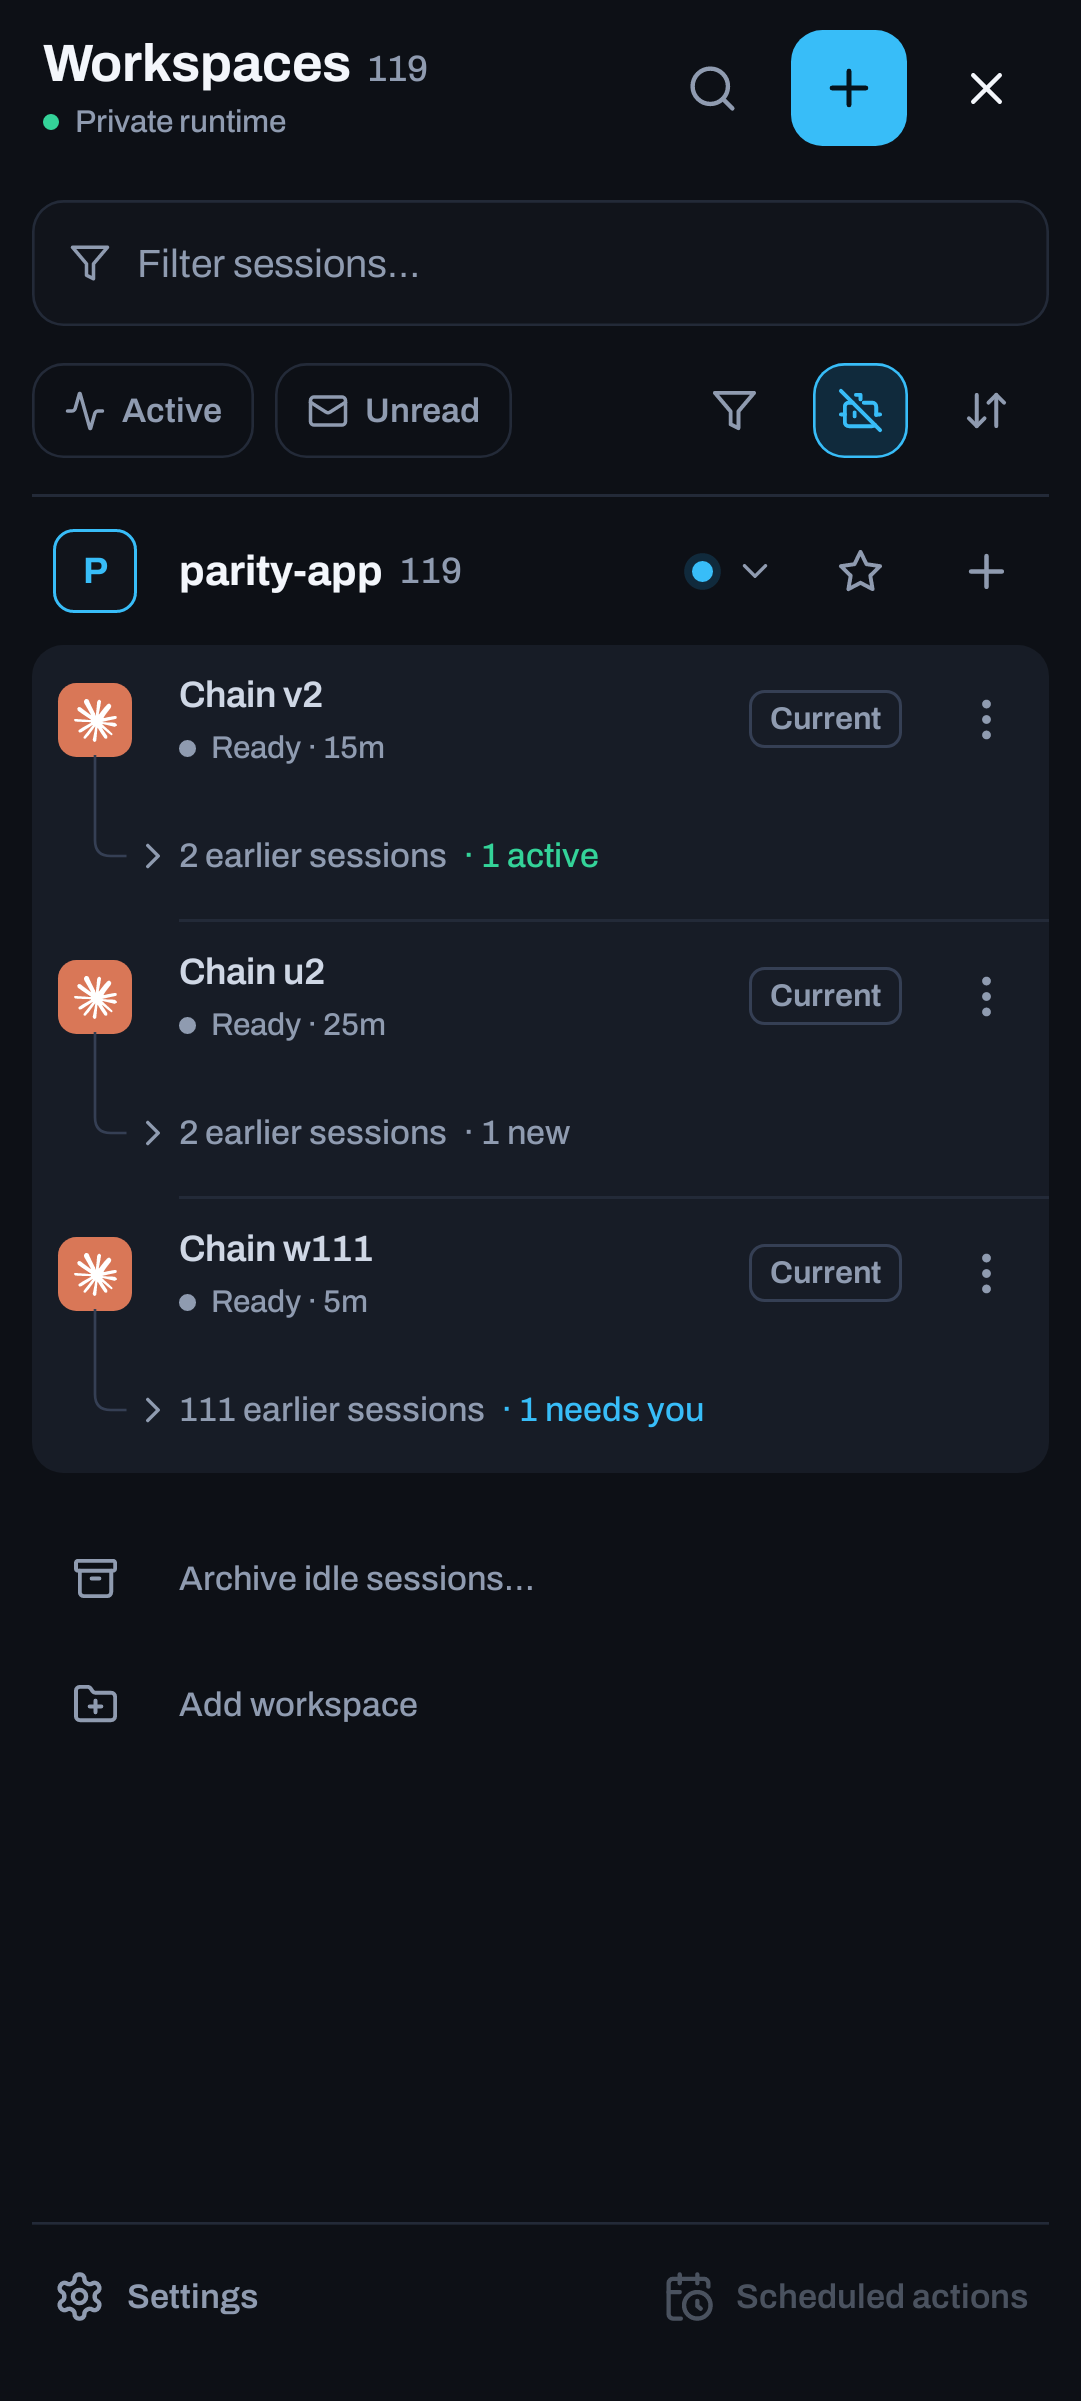 Workspaces 119
Private runtime
Filter sessions...
Active
Unread
P
parity-app 119
Chain v2
Ready · 15m
Current
2 earlier sessions · 1 active
Chain u2
Ready · 25m
Current
2 earlier sessions · 1 new
Chain w111
Ready · 5m
Current
111 earlier sessions · 1 needs you
Archive idle sessions...
Add workspace
Settings
Scheduled actions